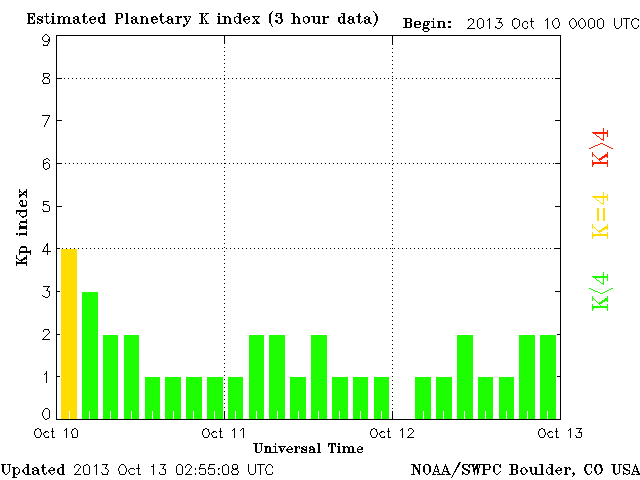 Estimated Planetary K index (3 hour data)
Begin: 2013 Oct 10 0000 UTC
9
8
7
6
5
4
3
2
1
0
Kp index
K>4
K=4
K<4
Oct 10 Oct 11 Oct 12 Oct 13
Universal Time
Updated 2013 Oct 13 02:55:08 UTC
NOAA/SWPC Boulder, CO USA